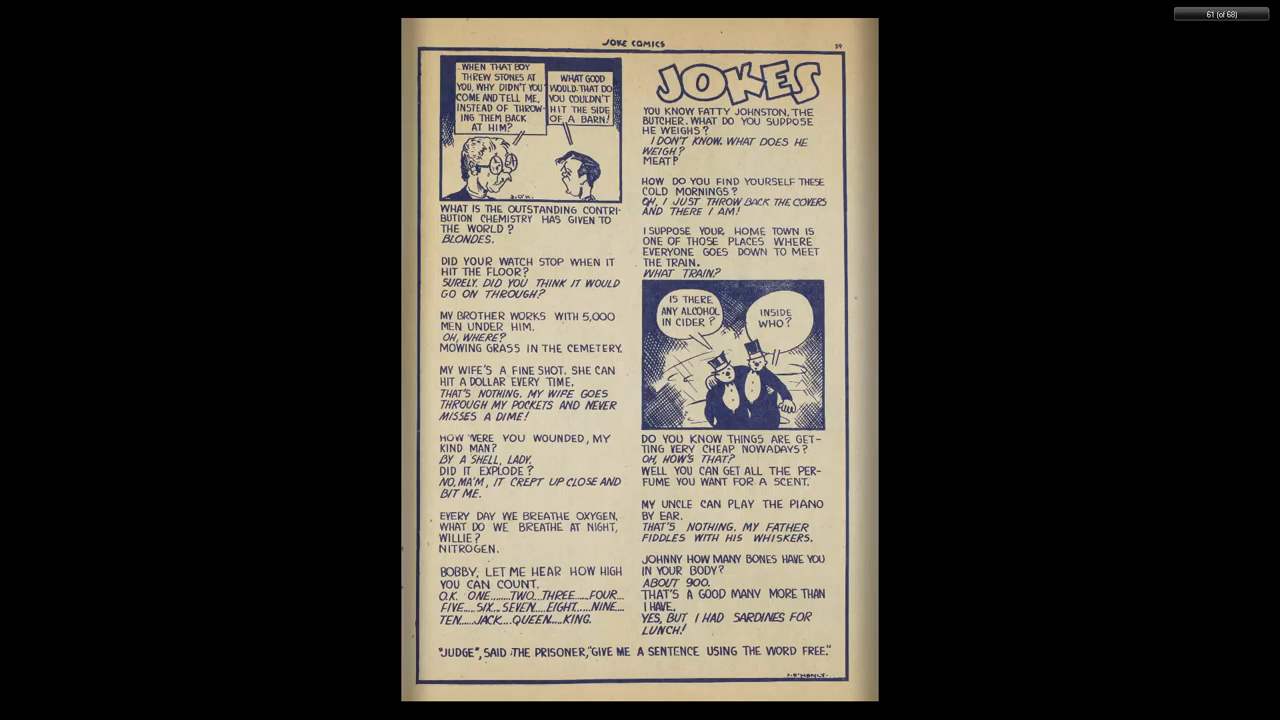 61 (of 68)
JOKE COMICS
59
WHEN THAT BOY
THREW STONES AT
YOU, WHY DIDN'T YOU
COME AND TELL ME,
INSTEAD OF THROW-
ING THEM BACK
AT HIM?
WHAT GOOD
WOULD THAT DO
YOU COULDN'T
HIT THE SIDE
OF A BARN!
J.O'H.
WHAT IS THE OUTSTANDING CONTRI-
BUTION CHEMISTRY HAS GIVEN TO
THE WORLD?
BLONDES.
DID YOUR WATCH STOP WHEN IT
HIT THE FLOOR?
SURELY. DID YOU THINK IT WOULD
GO ON THROUGH?
MY BROTHER WORKS WITH 5,000
MEN UNDER HIM.
OH, WHERE?
MOWING GRASS IN THE CEMETERY.
MY WIFE'S A FINE SHOT. SHE CAN
HIT A DOLLAR EVERY TIME.
THAT'S NOTHING. MY WIFE GOES
THROUGH MY POCKETS AND NEVER
MISSES A DIME!
HOW WERE YOU WOUNDED, MY
KIND MAN?
BY A SHELL, LADY.
DID IT EXPLODE?
NO, MA'M, IT CREPT UP CLOSE AND
BIT ME.
EVERY DAY WE BREATHE OXYGEN.
WHAT DO WE BREATHE AT NIGHT,
WILLIE?
NITROGEN.
BOBBY, LET ME HEAR HOW HIGH
YOU CAN COUNT.
O.K. ONE.......TWO...THREE.....FOUR...
FIVE.....SIX...SEVEN....EIGHT.....NINE....
TEN.....JACK....QUEEN....KING.
JOKES
YOU KNOW FATTY JOHNSTON, THE
BUTCHER. WHAT DO YOU SUPPOSE
HE WEIGHS?
I DON'T KNOW. WHAT DOES HE
WEIGH?
MEAT!
HOW DO YOU FIND YOURSELF THESE
COLD MORNINGS?
OH, I JUST THROW BACK THE COVERS
AND THERE I AM!
I SUPPOSE YOUR HOME TOWN IS
ONE OF THOSE PLACES WHERE
EVERYONE GOES DOWN TO MEET
THE TRAIN.
WHAT TRAIN?
IS THERE
ANY ALCOHOL
IN CIDER?
INSIDE
WHO?
DO YOU KNOW THINGS ARE GET-
TING VERY CHEAP NOWADAYS?
OH, HOW'S THAT?
WELL YOU CAN GET ALL THE PER-
FUME YOU WANT FOR A SCENT.
MY UNCLE CAN PLAY THE PIANO
BY EAR.
THAT'S NOTHING. MY FATHER
FIDDLES WITH HIS WHISKERS.
JOHNNY HOW MANY BONES HAVE YOU
IN YOUR BODY?
ABOUT 900.
THAT'S A GOOD MANY MORE THAN
I HAVE.
YES, BUT I HAD SARDINES FOR
LUNCH!
"JUDGE", SAID THE PRISONER, "GIVE ME A SENTENCE USING THE WORD FREE."
J.O'HANLY.